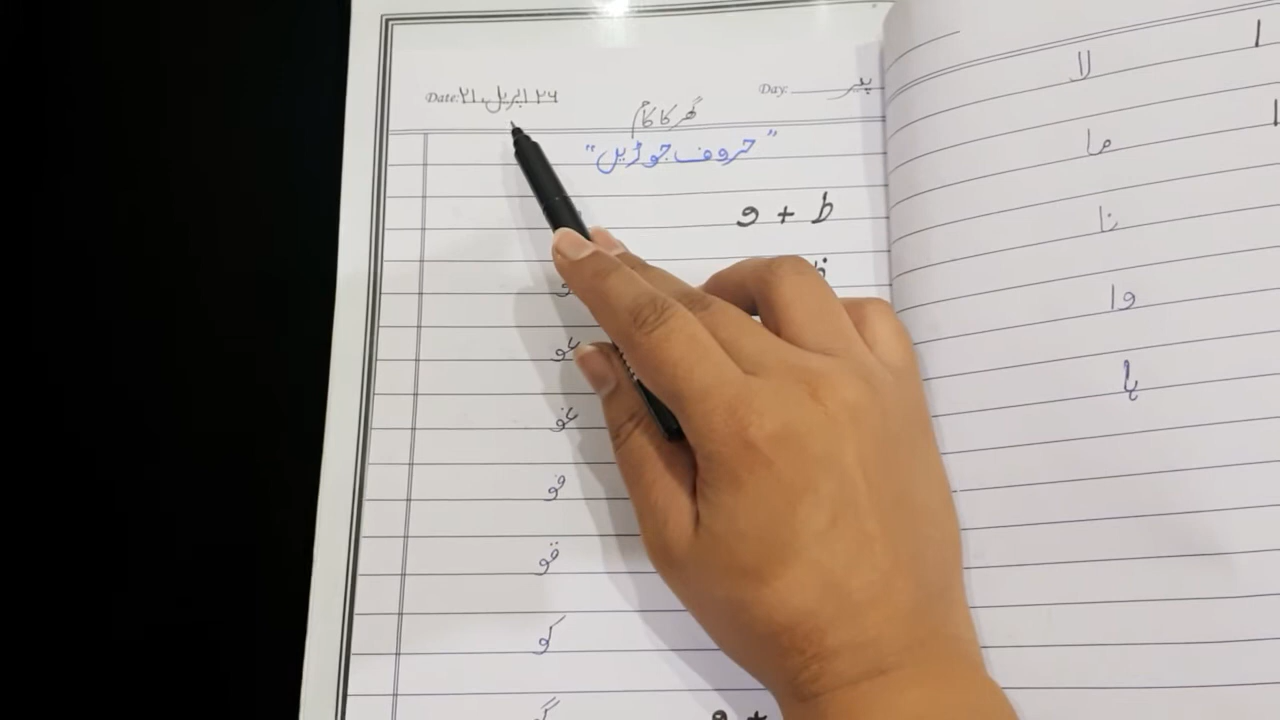 Day: پیر Date: ۲۶ اپریل ۲۱
گھر کا کام
"حروف جوڑیں"
ط + و
عو
غو
فو
قو
کو
لا
ما
نا
وا
ہا